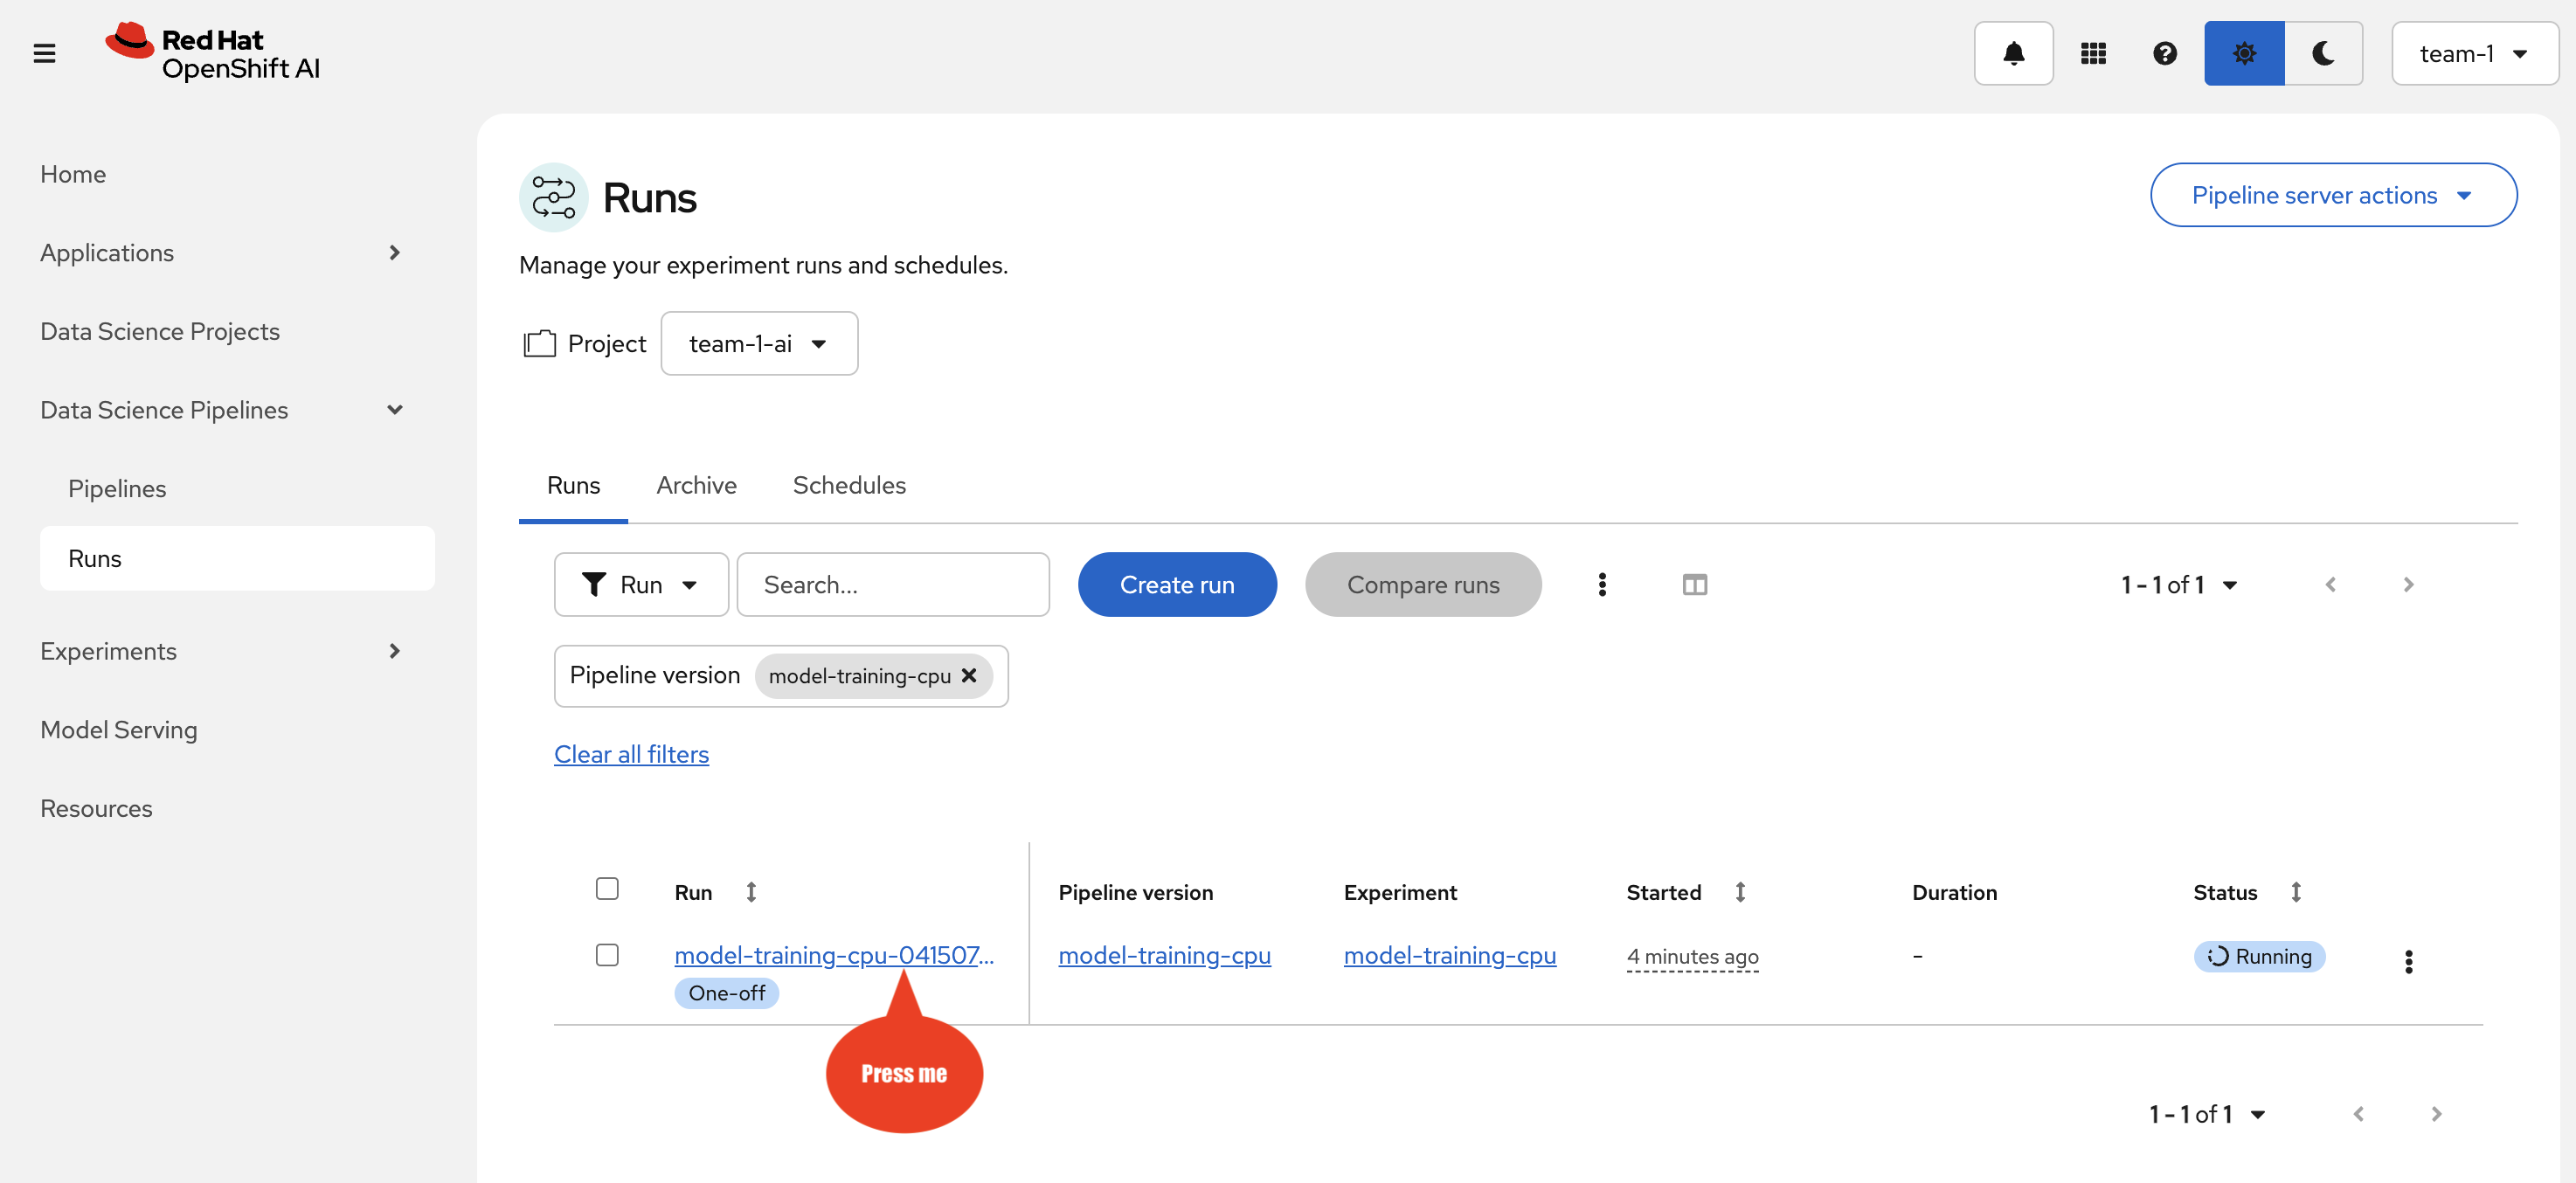 Red Hat
OpenShift AI
team-1
Home
Applications
Data Science Projects
Data Science Pipelines
Pipelines
Runs
Experiments
Model Serving
Resources
Runs
Pipeline server actions
Manage your experiment runs and schedules.
Project team-1-ai
Runs Archive Schedules
Run Search... Create run Compare runs 1 - 1 of 1
Pipeline version model-training-cpu
Clear all filters
Run Pipeline version Experiment Started Duration Status
model-training-cpu-041507... model-training-cpu model-training-cpu 4 minutes ago - Running
One-off
Press me
1 - 1 of 1